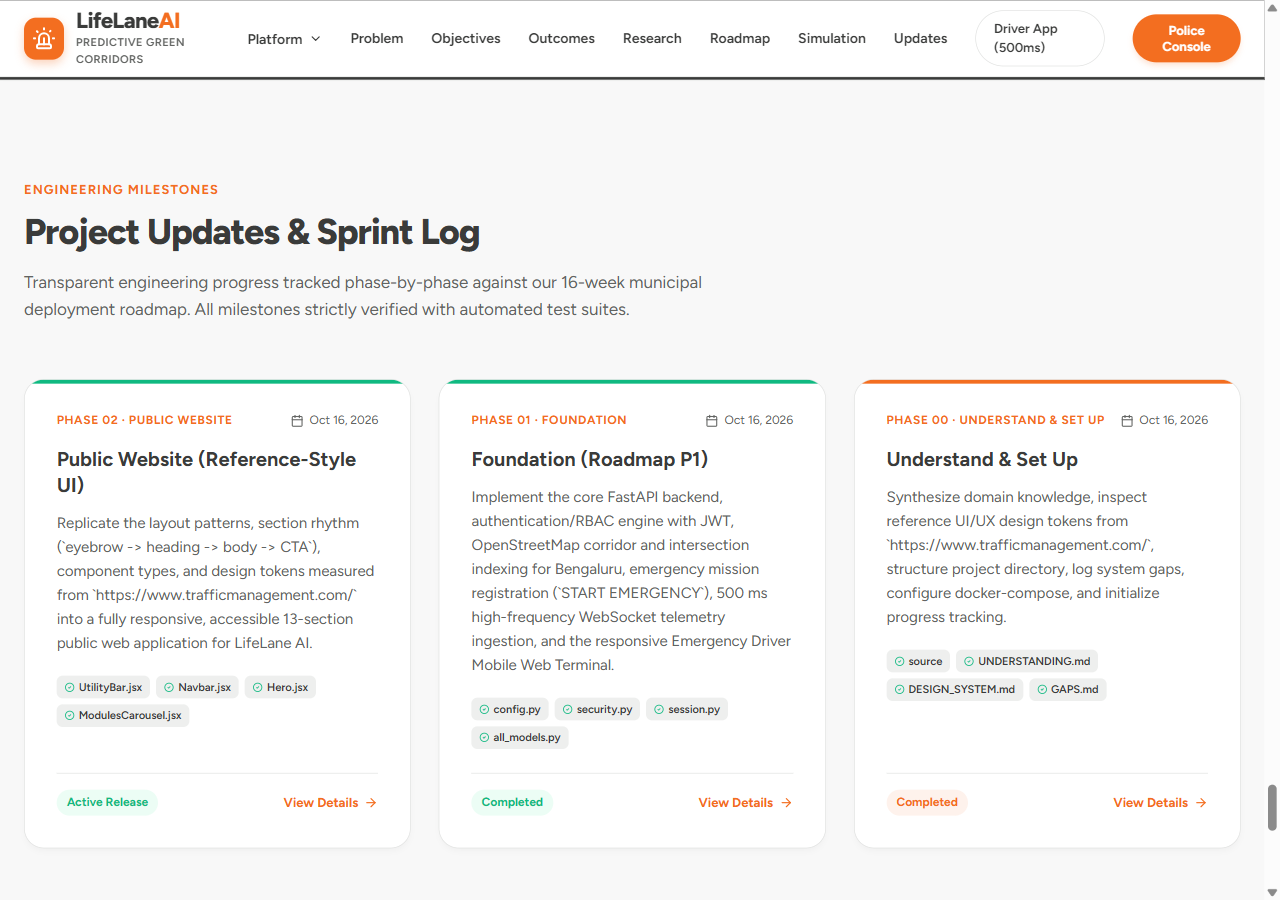 LifeLaneAI
PREDICTIVE GREEN
CORRIDORS
Platform
Problem
Objectives
Outcomes
Research
Roadmap
Simulation
Updates
Driver App
(500ms)
Police
Console
ENGINEERING MILESTONES
Project Updates & Sprint Log
Transparent engineering progress tracked phase-by-phase against our 16-week municipal
deployment roadmap. All milestones strictly verified with automated test suites.
PHASE 02 · PUBLIC WEBSITE
Oct 16, 2026
Public Website (Reference-Style
UI)
Replicate the layout patterns, section rhythm
(`eyebrow -> heading -> body -> CTA`),
component types, and design tokens measured
from `https://www.trafficmanagement.com/`
into a fully responsive, accessible 13-section
public web application for LifeLane AI.
UtilityBar.jsx
Navbar.jsx
Hero.jsx
ModulesCarousel.jsx
Active Release
View Details
PHASE 01 · FOUNDATION
Oct 16, 2026
Foundation (Roadmap P1)
Implement the core FastAPI backend,
authentication/RBAC engine with JWT,
OpenStreetMap corridor and intersection
indexing for Bengaluru, emergency mission
registration (`START EMERGENCY`), 500 ms
high-frequency WebSocket telemetry
ingestion, and the responsive Emergency Driver
Mobile Web Terminal.
config.py
security.py
session.py
all_models.py
Completed
View Details
PHASE 00 · UNDERSTAND & SET UP
Oct 16, 2026
Understand & Set Up
Synthesize domain knowledge, inspect
reference UI/UX design tokens from
`https://www.trafficmanagement.com/`,
structure project directory, log system gaps,
configure docker-compose, and initialize
progress tracking.
source
UNDERSTANDING.md
DESIGN_SYSTEM.md
GAPS.md
Completed
View Details